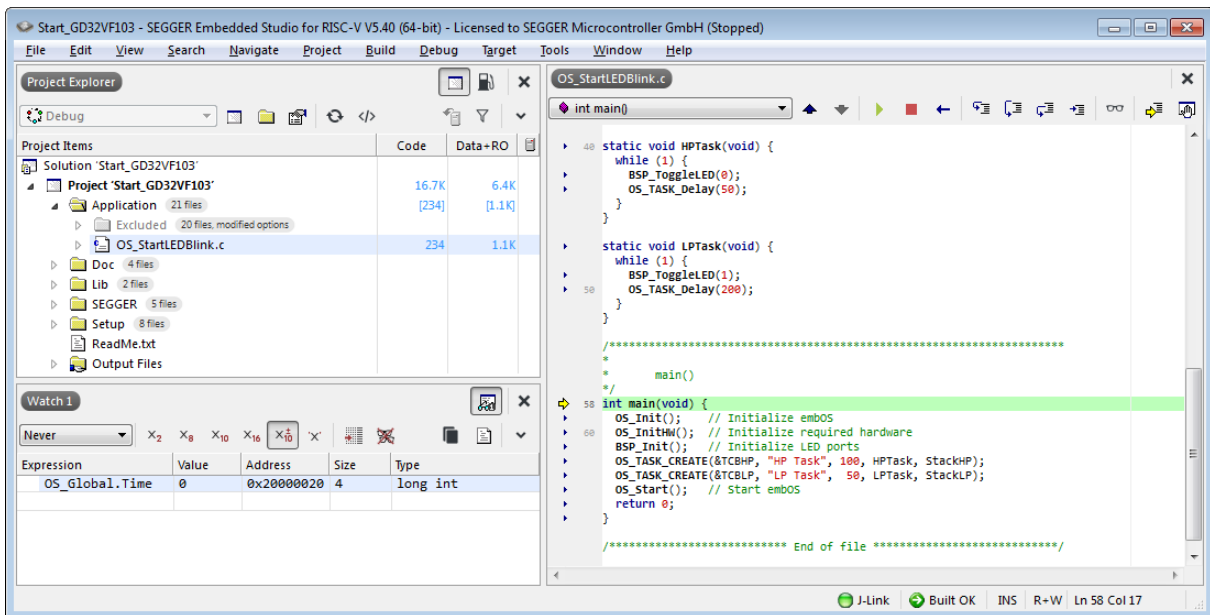 Start_GD32VF103 - SEGGER Embedded Studio for RISC-V V5.40 (64-bit) - Licensed to SEGGER Microcontroller GmbH (Stopped)
File Edit View Search Navigate Project Build Debug Target Tools Window Help
Project Explorer
Debug
Project Items Code Data+RO
Solution 'Start_GD32VF103'
Project 'Start_GD32VF103' 16.7K 6.4K
Application 21 files [234] [1.1K]
Excluded 20 files, modified options
OS_StartLEDBlink.c 234 1.1K
Doc 4 files
Lib 2 files
SEGGER 5 files
Setup 8 files
ReadMe.txt
Output Files
Watch 1
Never X2 X8 X10 X16 X±10 'X'
Expression Value Address Size Type
OS_Global.Time 0 0x20000020 4 long int
OS_StartLEDBlink.c
int main()
40 static void HPTask(void) {
while (1) {
BSP_ToggleLED(0);
OS_TASK_Delay(50);
}
}
static void LPTask(void) {
while (1) {
BSP_ToggleLED(1);
50 OS_TASK_Delay(200);
}
}
/*********************************************************************
*
* main()
*/
58 int main(void) {
OS_Init(); // Initialize embOS
60 OS_InitHW(); // Initialize required hardware
BSP_Init(); // Initialize LED ports
OS_TASK_CREATE(&TCBHP, "HP Task", 100, HPTask, StackHP);
OS_TASK_CREATE(&TCBLP, "LP Task", 50, LPTask, StackLP);
OS_Start(); // Start embOS
return 0;
}
/*************************** End of file ****************************/
J-Link Built OK INS R+W Ln 58 Col 17